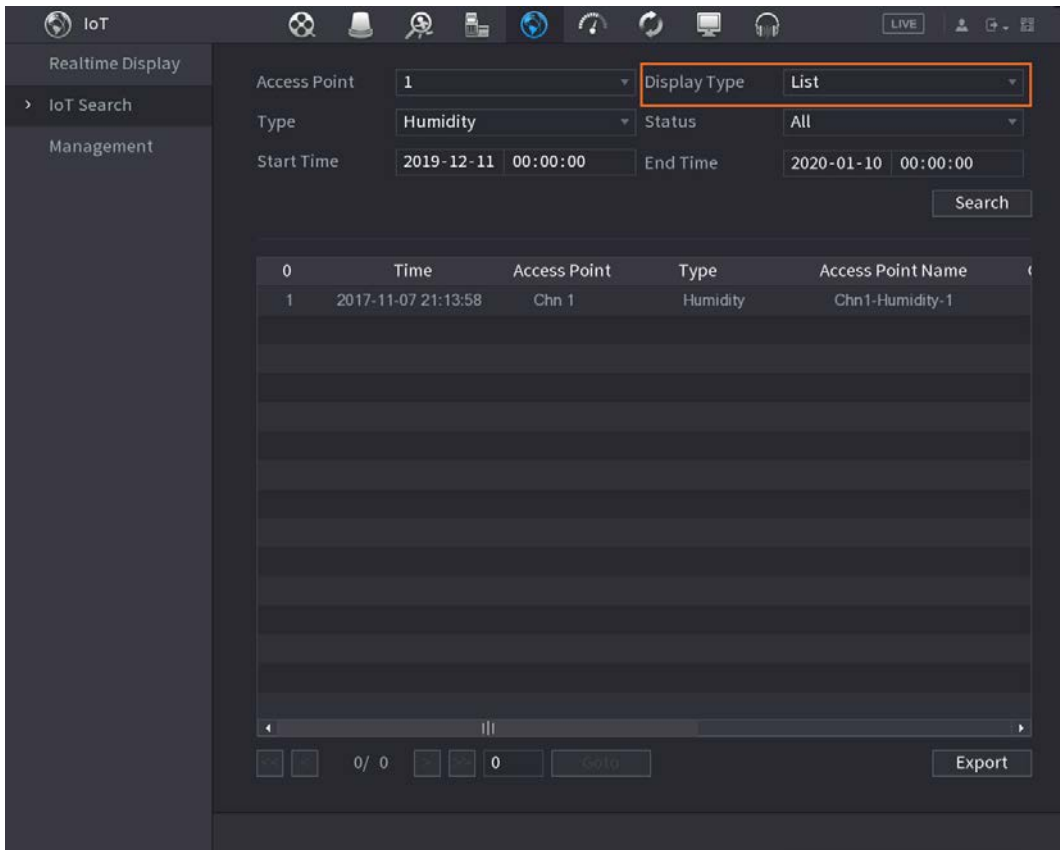 IoT LIVE
Realtime Display
IoT Search
Management
Access Point 1 Display Type List
Type Humidity Status All
Start Time 2019-12-11 00:00:00 End Time 2020-01-10 00:00:00
Search
0 Time Access Point Type Access Point Name
1 2017-11-07 21:13:58 Chn 1 Humidity Chn1-Humidity-1
<< < 0/ 0 > >> 0 Goto Export